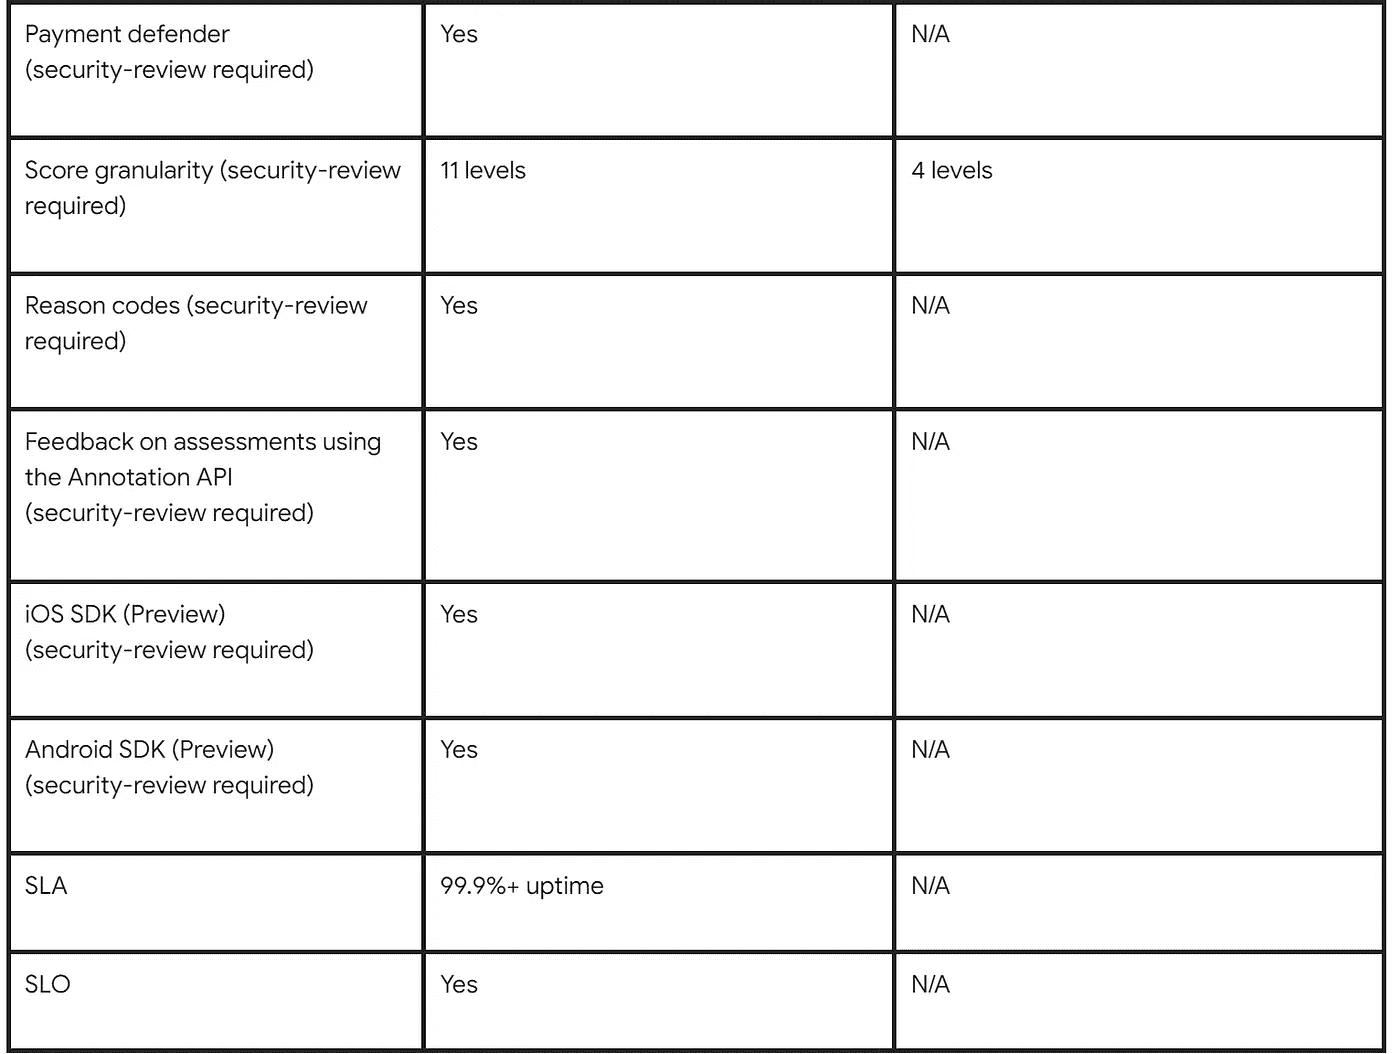 Payment defender
(security-review required)
Yes
N/A
Score granularity (security-review
required)
11 levels
4 levels
Reason codes (security-review
required)
Yes
N/A
Feedback on assessments using
the Annotation API
(security-review required)
Yes
N/A
iOS SDK (Preview)
(security-review required)
Yes
N/A
Android SDK (Preview)
(security-review required)
Yes
N/A
SLA
99.9%+ uptime
N/A
SLO
Yes
N/A